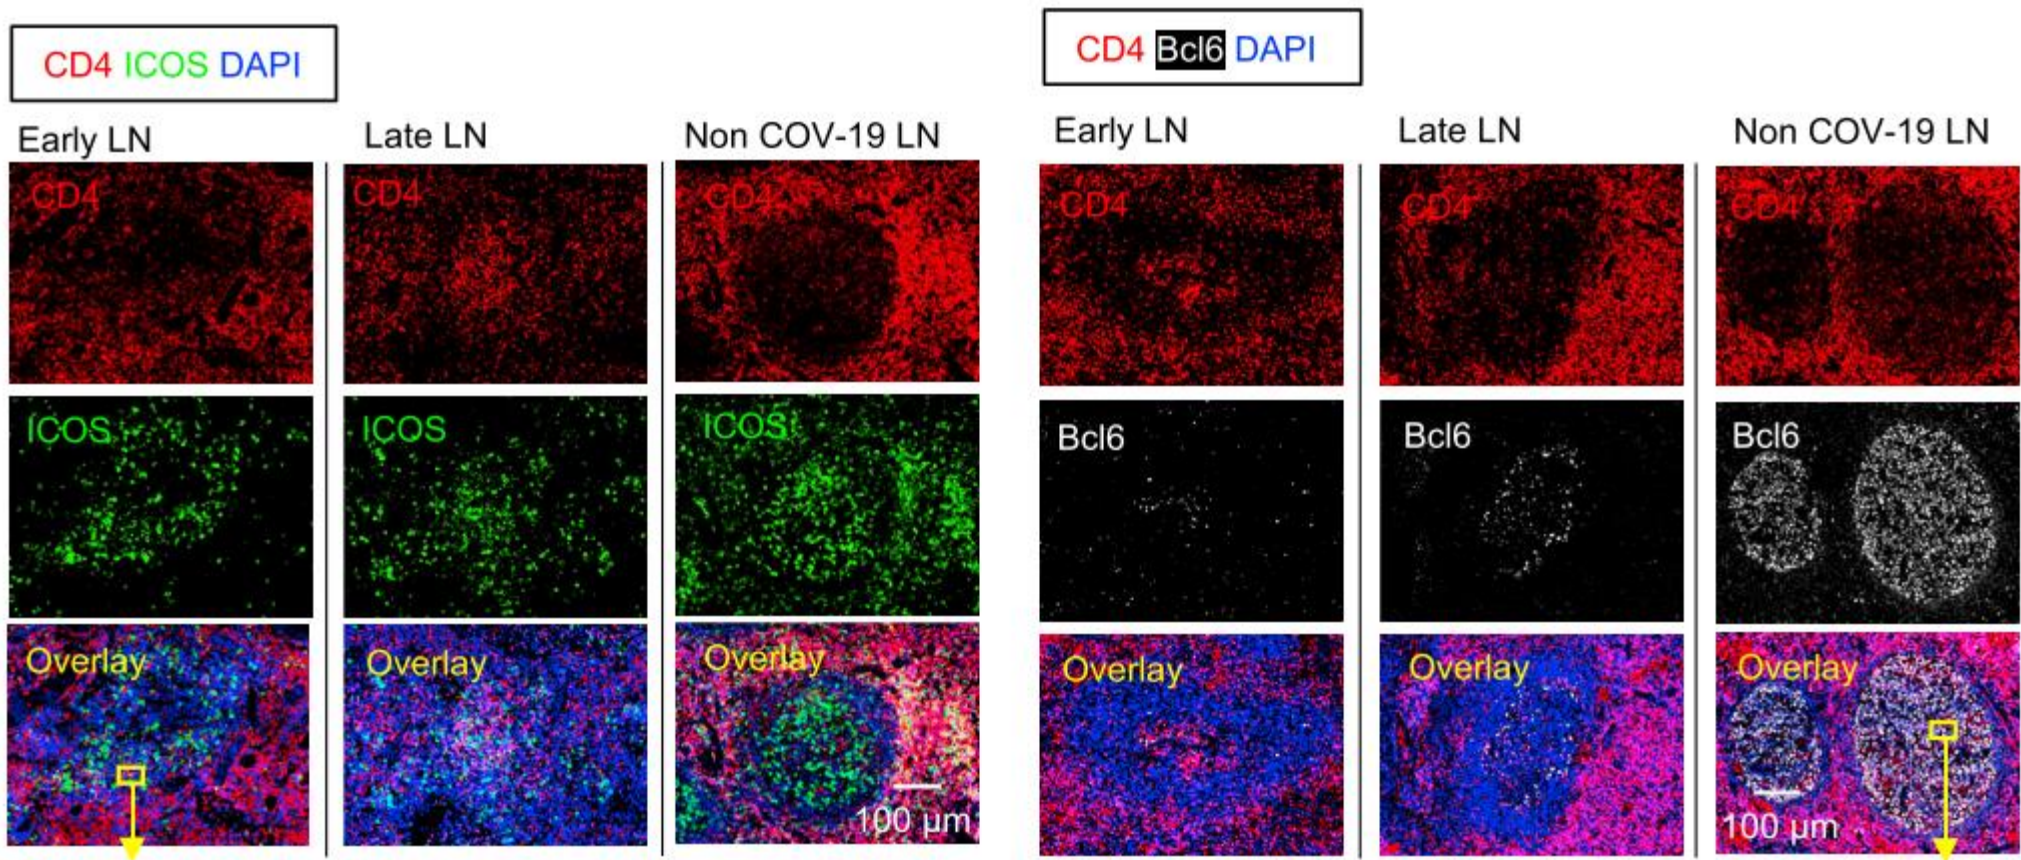 CD4 ICOS DAPI
Early LN
Late LN
Non COV-19 LN
CD4
CD4
CD4
ICOS
ICOS
ICOS
Overlay
Overlay
Overlay
100 µm
CD4 Bcl6 DAPI
Early LN
Late LN
Non COV-19 LN
CD4
CD4
CD4
Bcl6
Bcl6
Bcl6
Overlay
Overlay
Overlay
100 µm